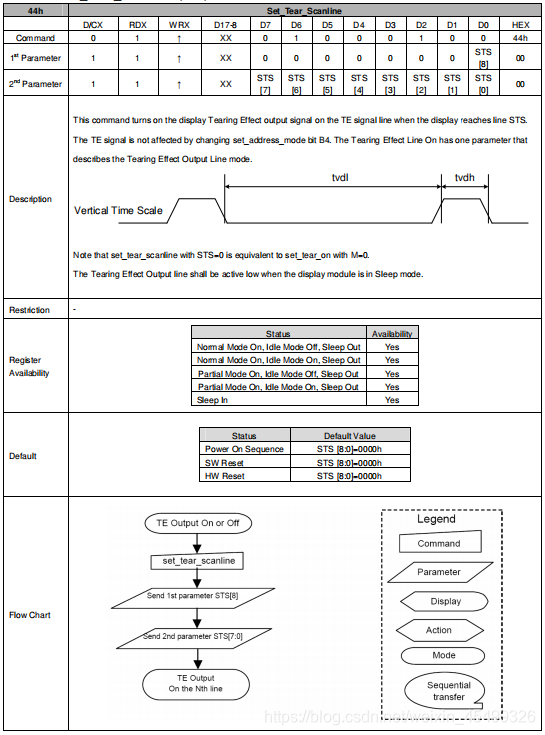 44h Set_Tear_Scanline
D/CX RDX WRX D17-8 D7 D6 D5 D4 D3 D2 D1 D0 HEX
Command 0 1 ↑ XX 0 1 0 0 0 1 0 0 44h
1st Parameter 1 1 ↑ XX 0 0 0 0 0 0 0 STS [8] 00
2nd Parameter 1 1 ↑ XX STS [7] STS [6] STS [5] STS [4] STS [3] STS [2] STS [1] STS [0] 00
Description
This command turns on the display Tearing Effect output signal on the TE signal line when the display reaches line STS.
The TE signal is not affected by changing set_address_mode bit B4. The Tearing Effect Line On has one parameter that
describes the Tearing Effect Output Line mode.
tvdl tvdh
Vertical Time Scale
Note that set_tear_scanline with STS=0 is equivalent to set_tear_on with M=0.
The Tearing Effect Output line shall be active low when the display module is in Sleep mode.
Restriction -
Register
Availability
Status Availability
Normal Mode On, Idle Mode Off, Sleep Out Yes
Normal Mode On, Idle Mode On, Sleep Out Yes
Partial Mode On, Idle Mode Off, Sleep Out Yes
Partial Mode On, Idle Mode On, Sleep Out Yes
Sleep In Yes
Default
Status Default Value
Power On Sequence STS [8:0]=0000h
SW Reset STS [8:0]=0000h
HW Reset STS [8:0]=0000h
Flow Chart
TE Output On or Off
set_tear_scanline
Send 1st parameter STS[8]
Send 2nd parameter STS[7:0]
TE Output
On the Nth line
Legend
Command
Parameter
Display
Action
Mode
Sequential
transfer